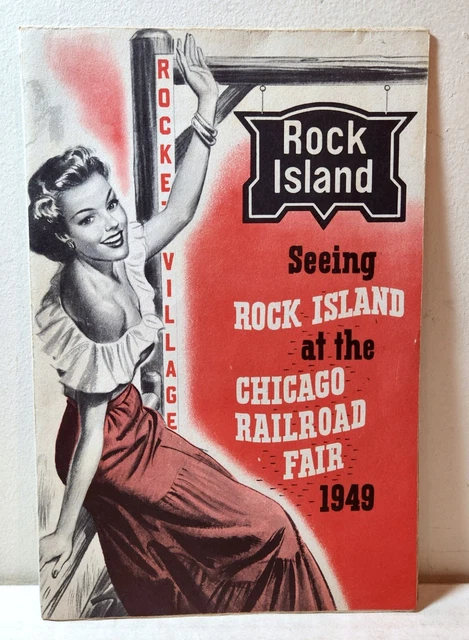 ROCKET VILLAGE
Rock
Island
Seeing
ROCK ISLAND
at the
CHICAGO
RAILROAD
FAIR
1949